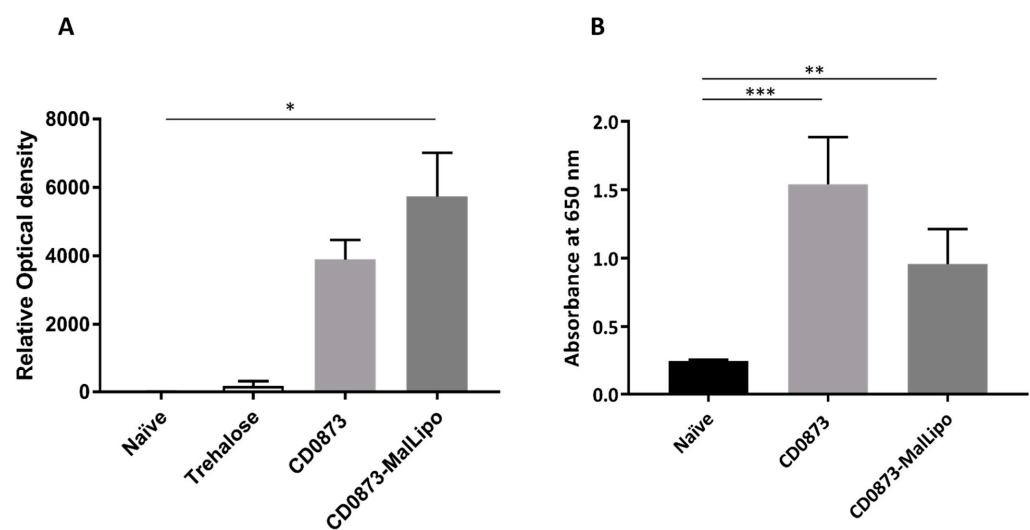 A
Relative Optical density
8000
6000
4000
2000
0
*
Naïve
Trehalose
CD0873
CD0873-MalLipo
B
Absorbance at 650 nm
2.0
1.5
1.0
0.5
0.0
**
***
Naïve
CD0873
CD0873-MalLipo